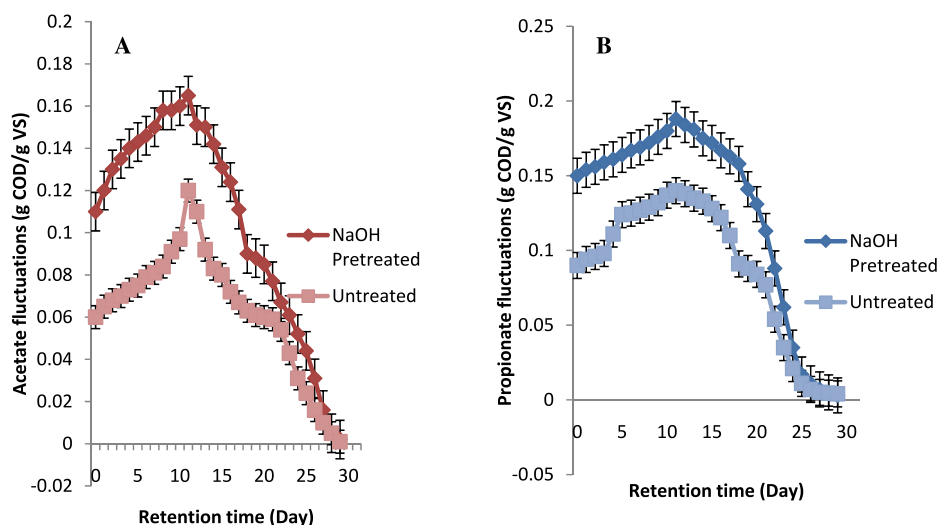 A
Acetate fluctuations (g COD/g VS)
0.2
0.18
0.16
0.14
0.12
0.1
0.08
0.06
0.04
0.02
0
-0.02
0 5 10 15 20 25 30
Retention time (Day)
NaOH
Pretreated
Untreated
B
Propionate fluctuations (g COD/g VS)
0.25
0.2
0.15
0.1
0.05
0
-0.05
0 5 10 15 20 25 30
Retention time (Day)
NaOH
Pretreated
Untreated